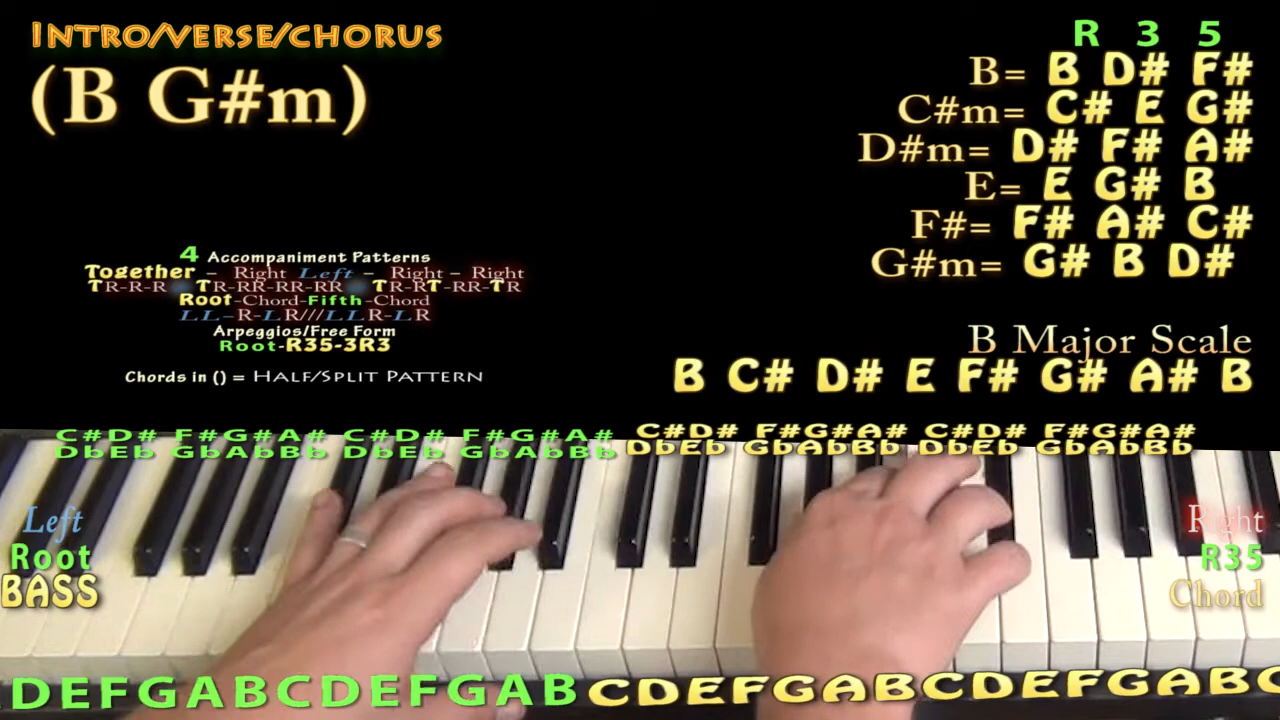 INTRO/VERSE/CHORUS
(B G#m)
R 3 5
B= B D# F#
C#m= C# E G#
D#m= D# F# A#
E= E G# B
F#= F# A# C#
G#m= G# B D#
4 Accompaniment Patterns
Together – Right Left – Right – Right
TR-R-R TR-RR-RR-RR TR-RT-RR-TR
Root-Chord-Fifth-Chord
LL-R-LR///LLR-LR
Arpeggios/Free Form
Root-R35-3R3
Chords in () = HALF/SPLIT PATTERN
B Major Scale
B C# D# E F# G# A# B
C#D# F#G#A# C#D# F#G#A# C#D# F#G#A# C#D# F#G#A#
DbEb GbAbBb DbEb GbAbBb DbEb GbAbBb DbEb GbAbBb
Left
Root
BASS
Right
R35
Chord
DEFGABCDEFGAB CDEFGABCDEFGABC